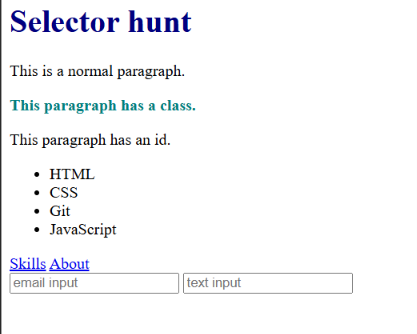 Selector hunt
This is a normal paragraph.
This paragraph has a class.
This paragraph has an id.
HTML
CSS
Git
JavaScript
Skills About
email input text input